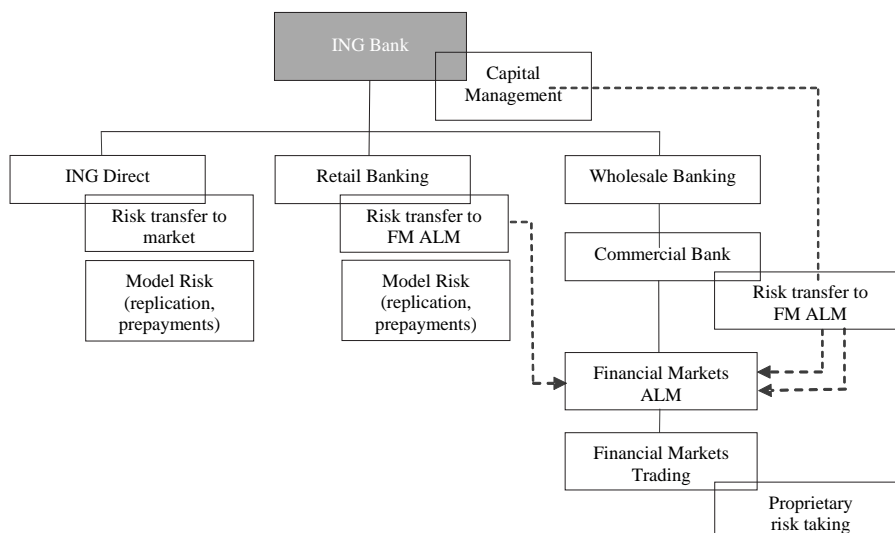 ING Bank
Capital
Management
ING Direct
Retail Banking
Wholesale Banking
Risk transfer to
market
Risk transfer to
FM ALM
Commercial Bank
Model Risk
(replication,
prepayments)
Model Risk
(replication,
prepayments)
Risk transfer to
FM ALM
Financial Markets
ALM
Financial Markets
Trading
Proprietary
risk taking